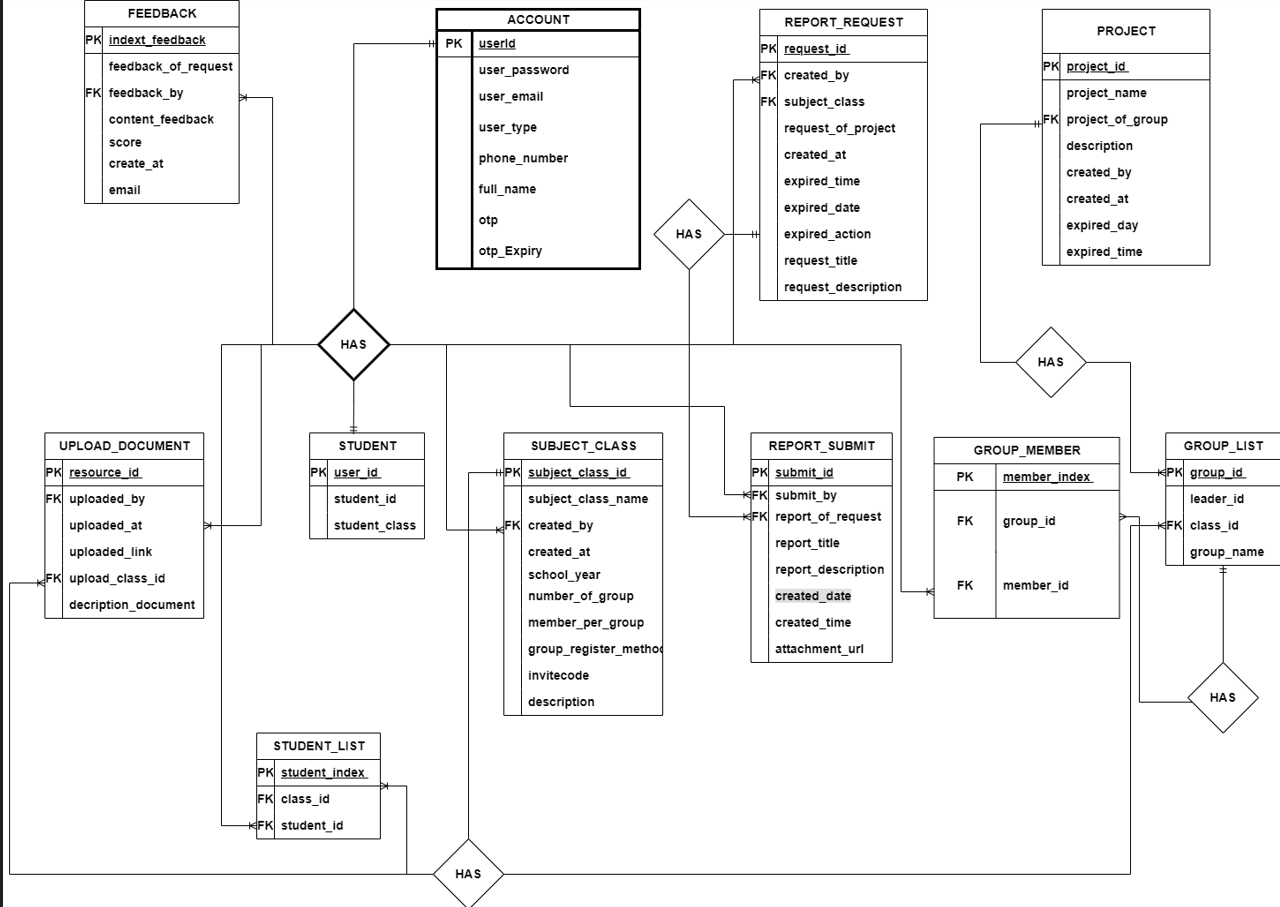 FEEDBACK
PK indext_feedback
feedback_of_request
FK feedback_by
content_feedback
score
create_at
email
ACCOUNT
PK userId
user_password
user_email
user_type
phone_number
full_name
otp
otp_Expiry
REPORT_REQUEST
PK request_id
FK created_by
FK subject_class
request_of_project
created_at
expired_time
expired_date
expired_action
request_title
request_description
PROJECT
PK project_id
project_name
FK project_of_group
description
created_by
created_at
expired_day
expired_time
HAS
HAS
HAS
UPLOAD_DOCUMENT
PK resource_id
FK uploaded_by
uploaded_at
uploaded_link
FK upload_class_id
decription_document
STUDENT
PK user_id
student_id
student_class
SUBJECT_CLASS
PK subject_class_id
subject_class_name
FK created_by
created_at
school_year
number_of_group
member_per_group
group_register_method
invitecode
description
REPORT_SUBMIT
PK submit_id
FK submit_by
FK report_of_request
report_title
report_description
created_date
created_time
attachment_url
GROUP_MEMBER
PK member_index
FK group_id
FK member_id
GROUP_LIST
PK group_id
leader_id
FK class_id
group_name
HAS
STUDENT_LIST
PK student_index
FK class_id
FK student_id
HAS